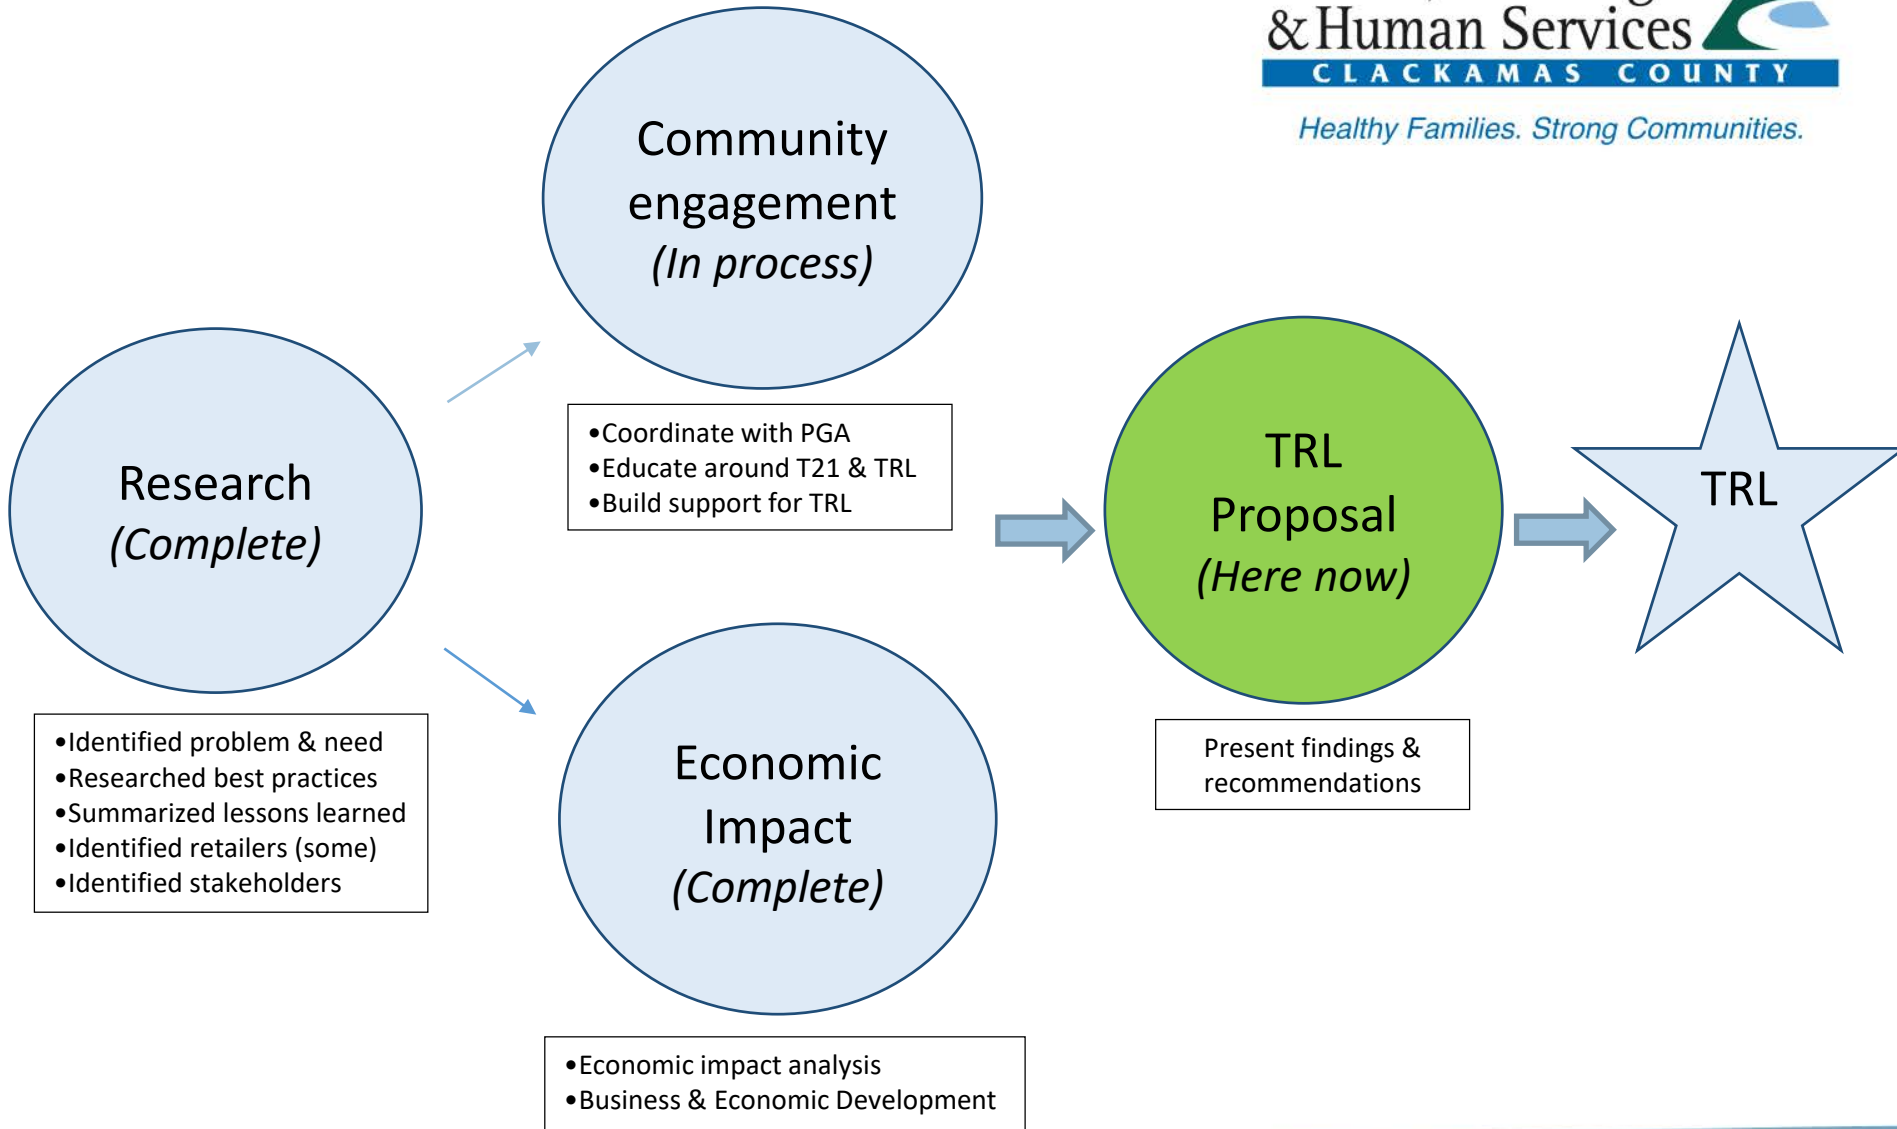 & Human Services
CLACKAMAS COUNTY
Healthy Families. Strong Communities.
Community
engagement
(In process)
•Coordinate with PGA
•Educate around T21 & TRL
•Build support for TRL
Research
(Complete)
•Identified problem & need
•Researched best practices
•Summarized lessons learned
•Identified retailers (some)
•Identified stakeholders
Economic
Impact
(Complete)
•Economic impact analysis
•Business & Economic Development
TRL
Proposal
(Here now)
Present findings &
recommendations
TRL